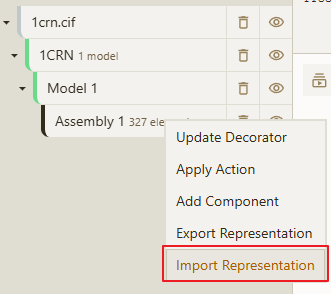 1crn.cif
1CRN 1 model
Model 1
Assembly 1 327 ele
Update Decorator
Apply Action
Add Component
Export Representation
Import Representation